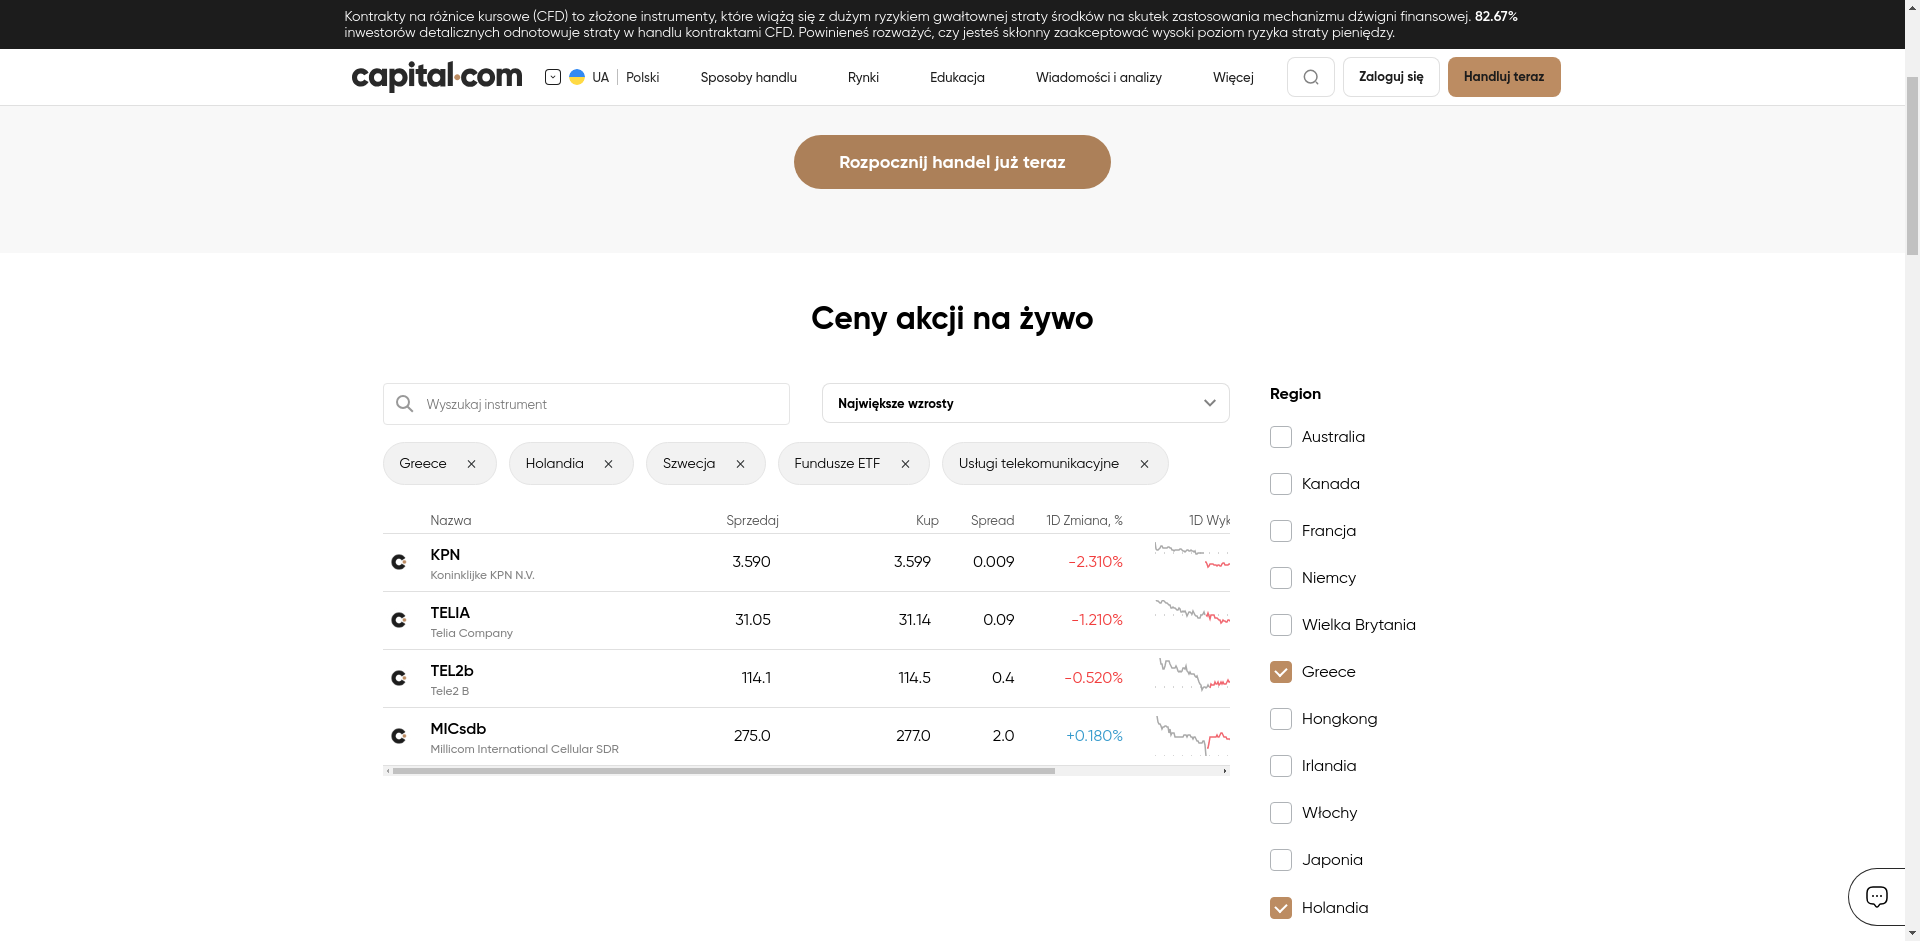 Kontrakty na różnice kursowe (CFD) to złożone instrumenty, które wiążą się z dużym ryzykiem gwałtownej straty środków na skutek zastosowania mechanizmu dźwigni finansowej. 82.67%
inwestorów detalicznych odnotowuje straty w handlu kontraktami CFD. Powinieneś rozważyć, czy jesteś skłonny zaakceptować wysoki poziom ryzyka straty pieniędzy.
capital.com UA Polski Sposoby handlu Rynki Edukacja Wiadomości i analizy Więcej Zaloguj się Handluj teraz
Rozpocznij handel już teraz
Ceny akcji na żywo
Wyszukaj instrument Największe wzrosty
Greece Holandia Szwecja Fundusze ETF Usługi telekomunikacyjne
Nazwa Sprzedaj Kup Spread 1D Zmiana, % 1D Wyk
KPN 3.590 3.599 0.009 -2.310%
Koninklijke KPN N.V.
TELIA 31.05 31.14 0.09 -1.210%
Telia Company
TEL2b 114.1 114.5 0.4 -0.520%
Tele2 B
MICsdb 275.0 277.0 2.0 +0.180%
Millicom International Cellular SDR
Region
Australia
Kanada
Francja
Niemcy
Wielka Brytania
Greece
Hongkong
Irlandia
Włochy
Japonia
Holandia